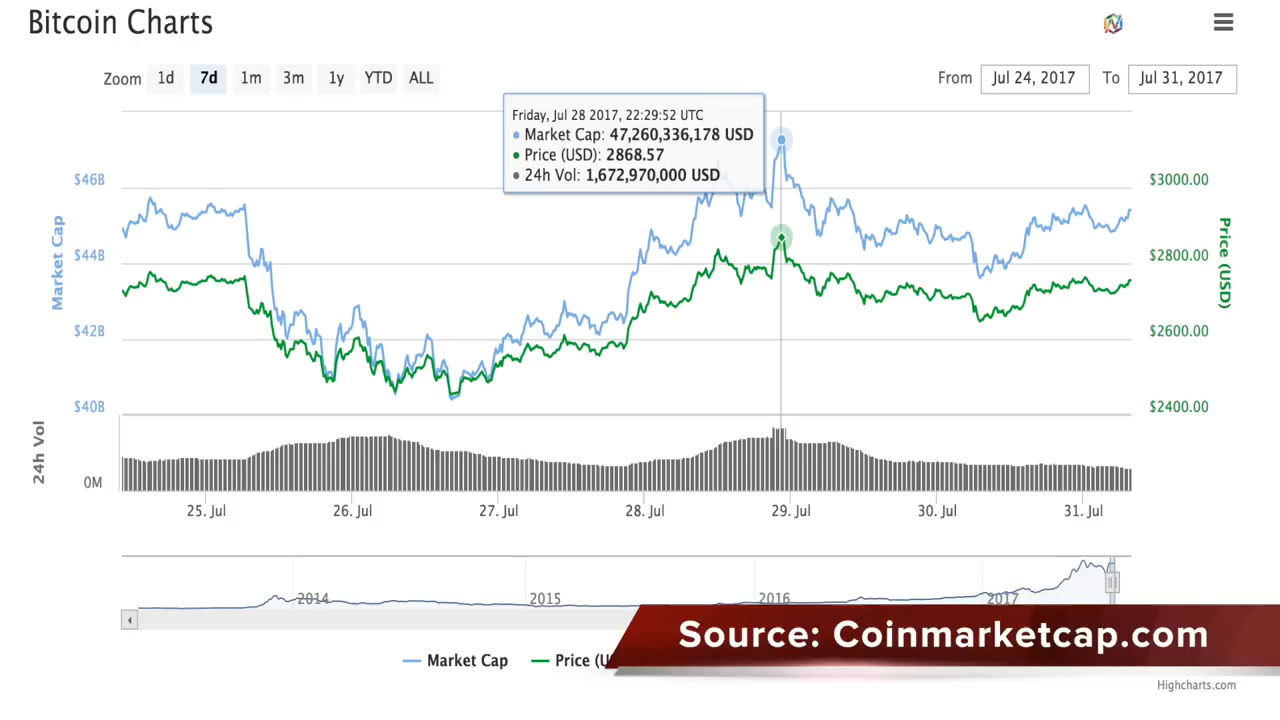 Bitcoin Charts
Zoom 1d 7d 1m 3m 1y YTD ALL
From Jul 24, 2017 To Jul 31, 2017
Friday, Jul 28 2017, 22:29:52 UTC
Market Cap: 47,260,336,178 USD
Price (USD): 2868.57
24h Vol: 1,672,970,000 USD
$46B
$44B
$42B
$40B
Market Cap
$3000.00
$2800.00
$2600.00
$2400.00
Price (USD)
24h Vol
0M
25. Jul 26. Jul 27. Jul 28. Jul 29. Jul 30. Jul 31. Jul
2014 2015 2016 2017
Source: Coinmarketcap.com
Market Cap Price (U
Highcharts.com